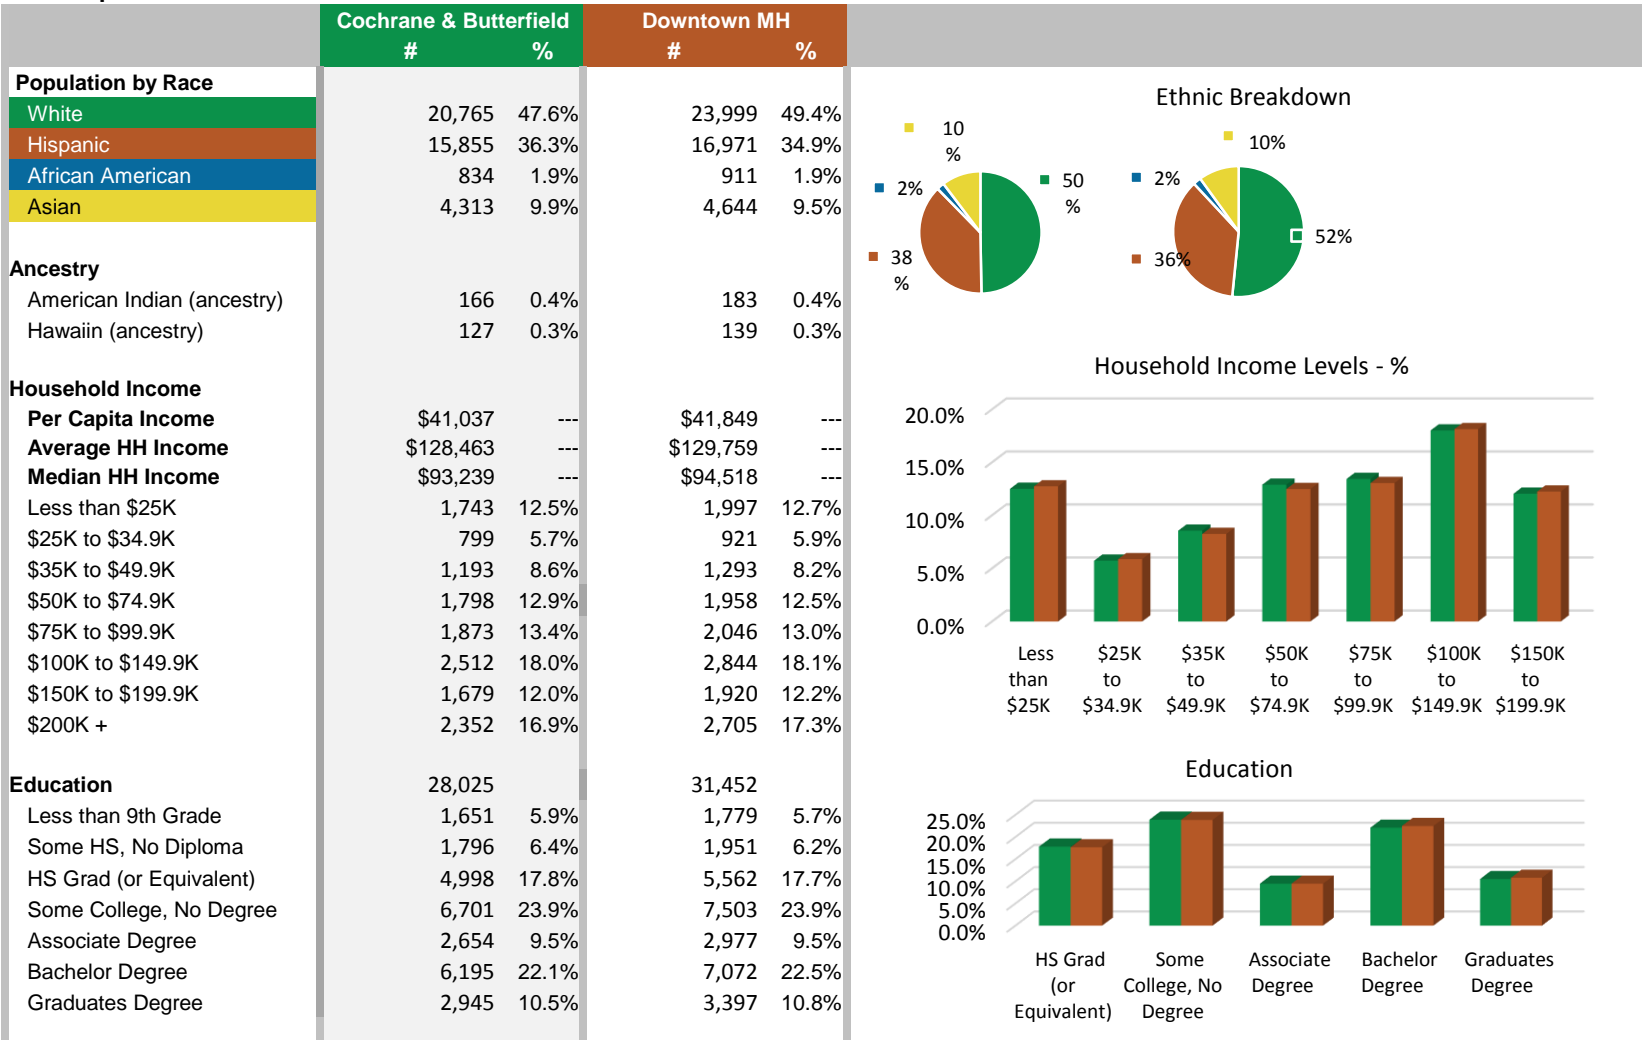 Cochrane & Butterfield Downtown MH
# % # %
Population by Race
White 20,765 47.6% 23,999 49.4%
Hispanic 15,855 36.3% 16,971 34.9%
African American 834 1.9% 911 1.9%
Asian 4,313 9.9% 4,644 9.5%
Ancestry
American Indian (ancestry) 166 0.4% 183 0.4%
Hawaiin (ancestry) 127 0.3% 139 0.3%
Household Income
Per Capita Income $41,037 --- $41,849 ---
Average HH Income $128,463 --- $129,759 ---
Median HH Income $93,239 --- $94,518 ---
Less than $25K 1,743 12.5% 1,997 12.7%
$25K to $34.9K 799 5.7% 921 5.9%
$35K to $49.9K 1,193 8.6% 1,293 8.2%
$50K to $74.9K 1,798 12.9% 1,958 12.5%
$75K to $99.9K 1,873 13.4% 2,046 13.0%
$100K to $149.9K 2,512 18.0% 2,844 18.1%
$150K to $199.9K 1,679 12.0% 1,920 12.2%
$200K + 2,352 16.9% 2,705 17.3%
Education 28,025 31,452
Less than 9th Grade 1,651 5.9% 1,779 5.7%
Some HS, No Diploma 1,796 6.4% 1,951 6.2%
HS Grad (or Equivalent) 4,998 17.8% 5,562 17.7%
Some College, No Degree 6,701 23.9% 7,503 23.9%
Associate Degree 2,654 9.5% 2,977 9.5%
Bachelor Degree 6,195 22.1% 7,072 22.5%
Graduates Degree 2,945 10.5% 3,397 10.8%
Ethnic Breakdown
10
%
2%
50
%
38
%
10%
2%
52%
36%
Household Income Levels - %
20.0%
15.0%
10.0%
5.0%
0.0%
Less $25K $35K $50K $75K $100K $150K
than to to to to to to
$25K $34.9K $49.9K $74.9K $99.9K $149.9K $199.9K
Education
25.0%
20.0%
15.0%
10.0%
5.0%
0.0%
HS Grad Some Associate Bachelor Graduates
(or College, No Degree Degree Degree
Equivalent) Degree